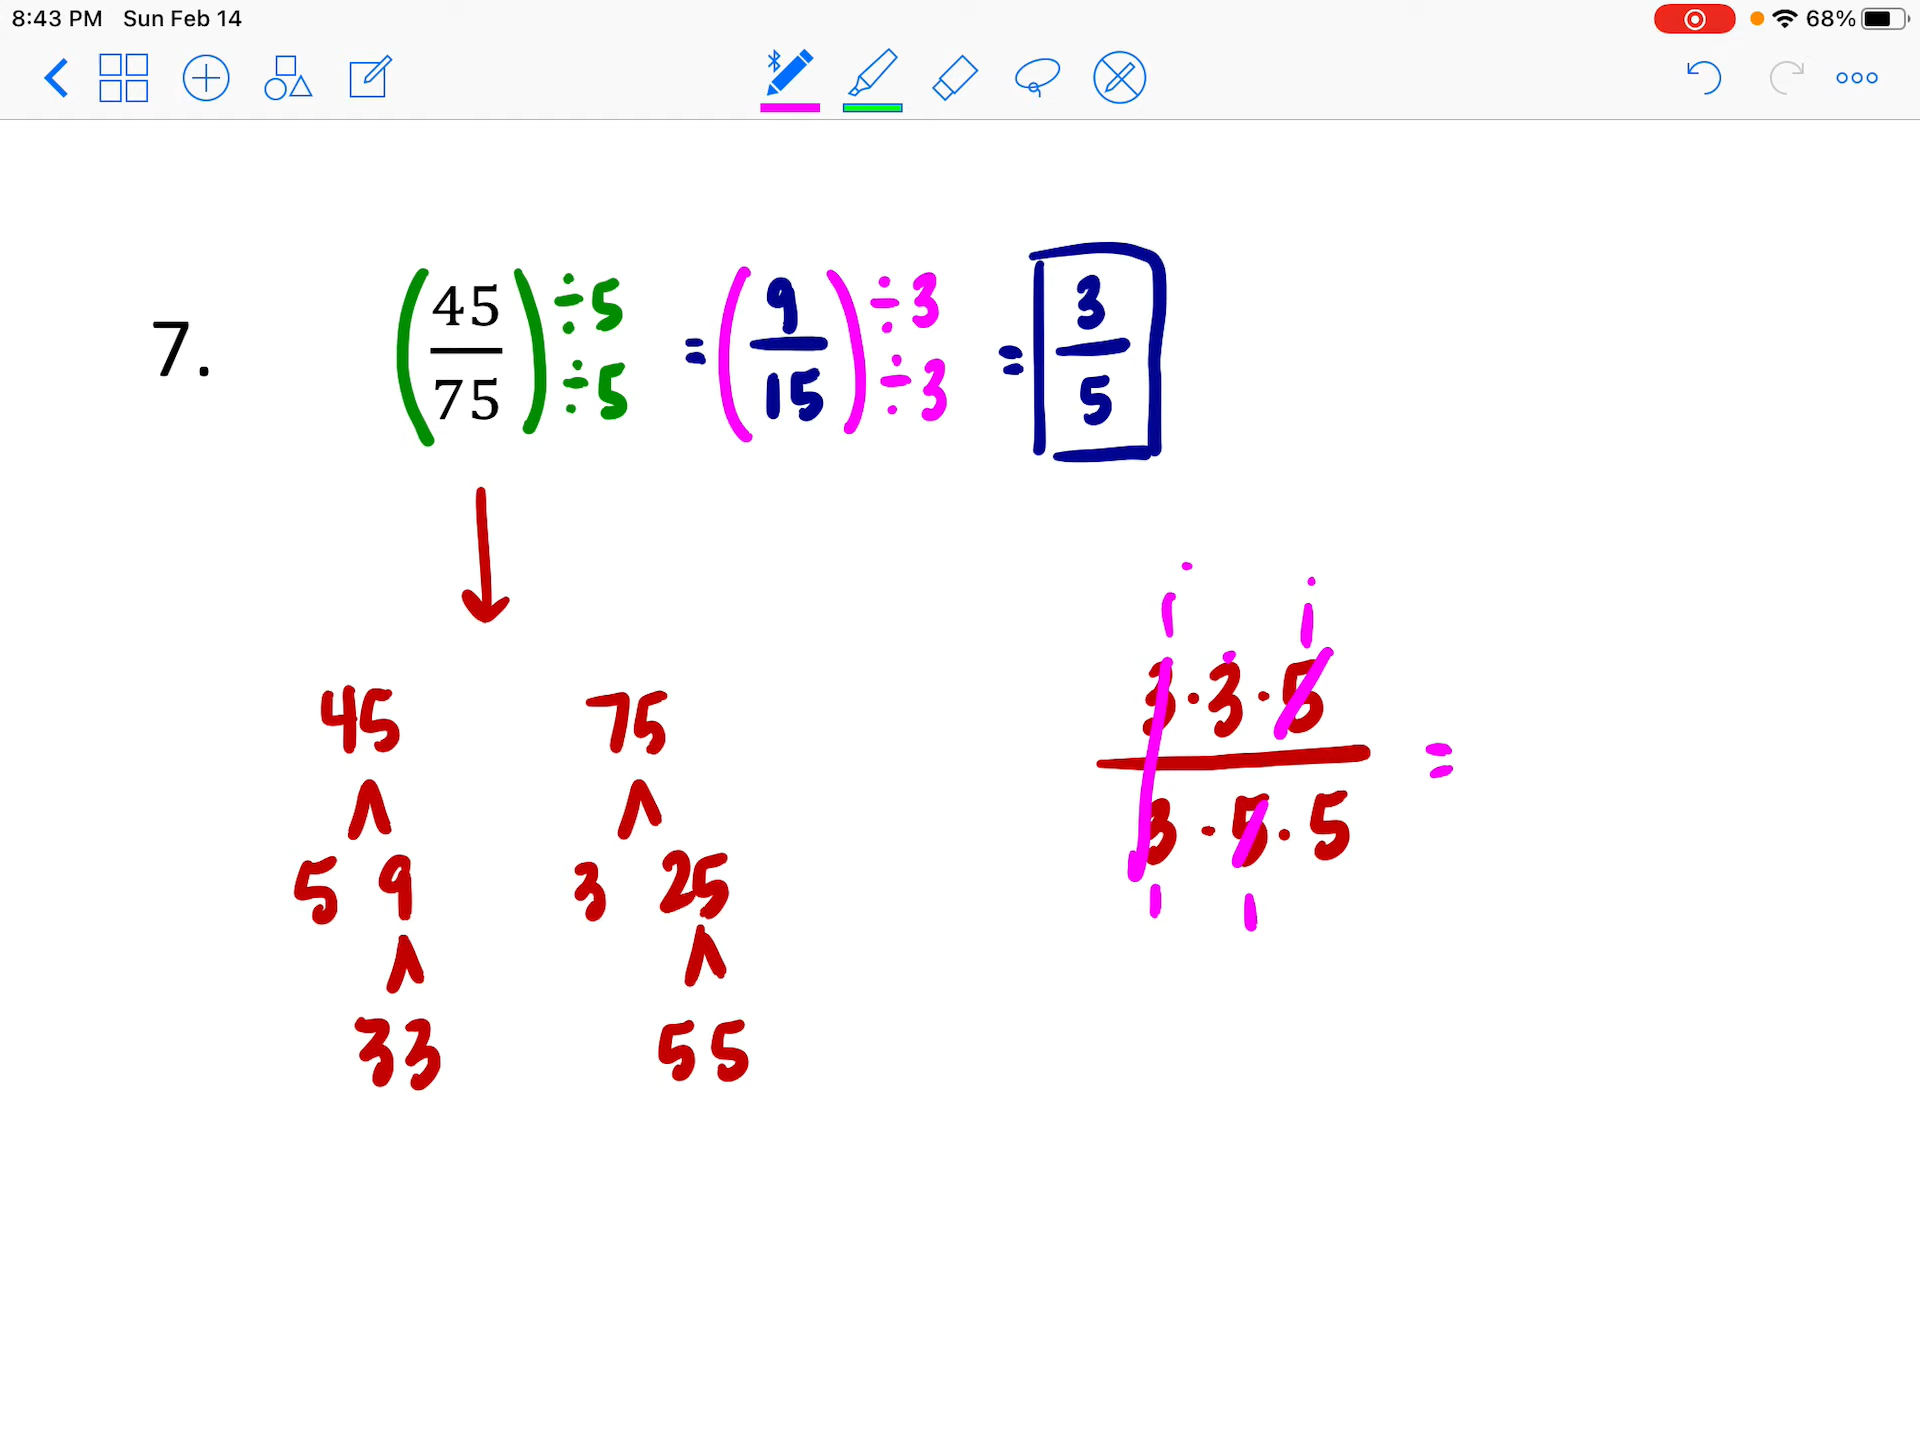 8:43 PM Sun Feb 14 68%
7. (45/75) ÷5 ÷5 = (9/15) ÷3 ÷3 = 3/5
45 75
5 9 3 25
3 3 5 5
1 1
3 · 3 · 5
3 · 5 · 5 =
1 1